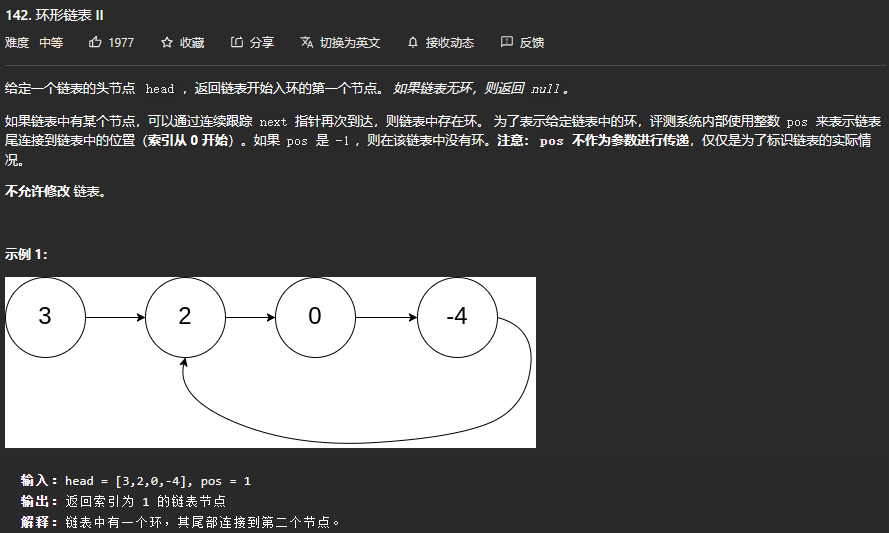 142. 环形链表 II
难度 中等 1977 收藏 分享 切换为英文 接收动态 反馈
给定一个链表的头节点 head ，返回链表开始入环的第一个节点。 如果链表无环，则返回 null。
如果链表中有某个节点，可以通过连续跟踪 next 指针再次到达，则链表中存在环。 为了表示给定链表中的环，评测系统内部使用整数 pos 来表示链表
尾连接到链表中的位置（索引从 0 开始）。如果 pos 是 -1，则在该链表中没有环。注意：pos 不作为参数进行传递，仅仅是为了标识链表的实际情
况。
不允许修改 链表。
示例 1：
3 2 0 -4
输入：head = [3,2,0,-4], pos = 1
输出：返回索引为 1 的链表节点
解释：链表中有一个环，其尾部连接到第二个节点。